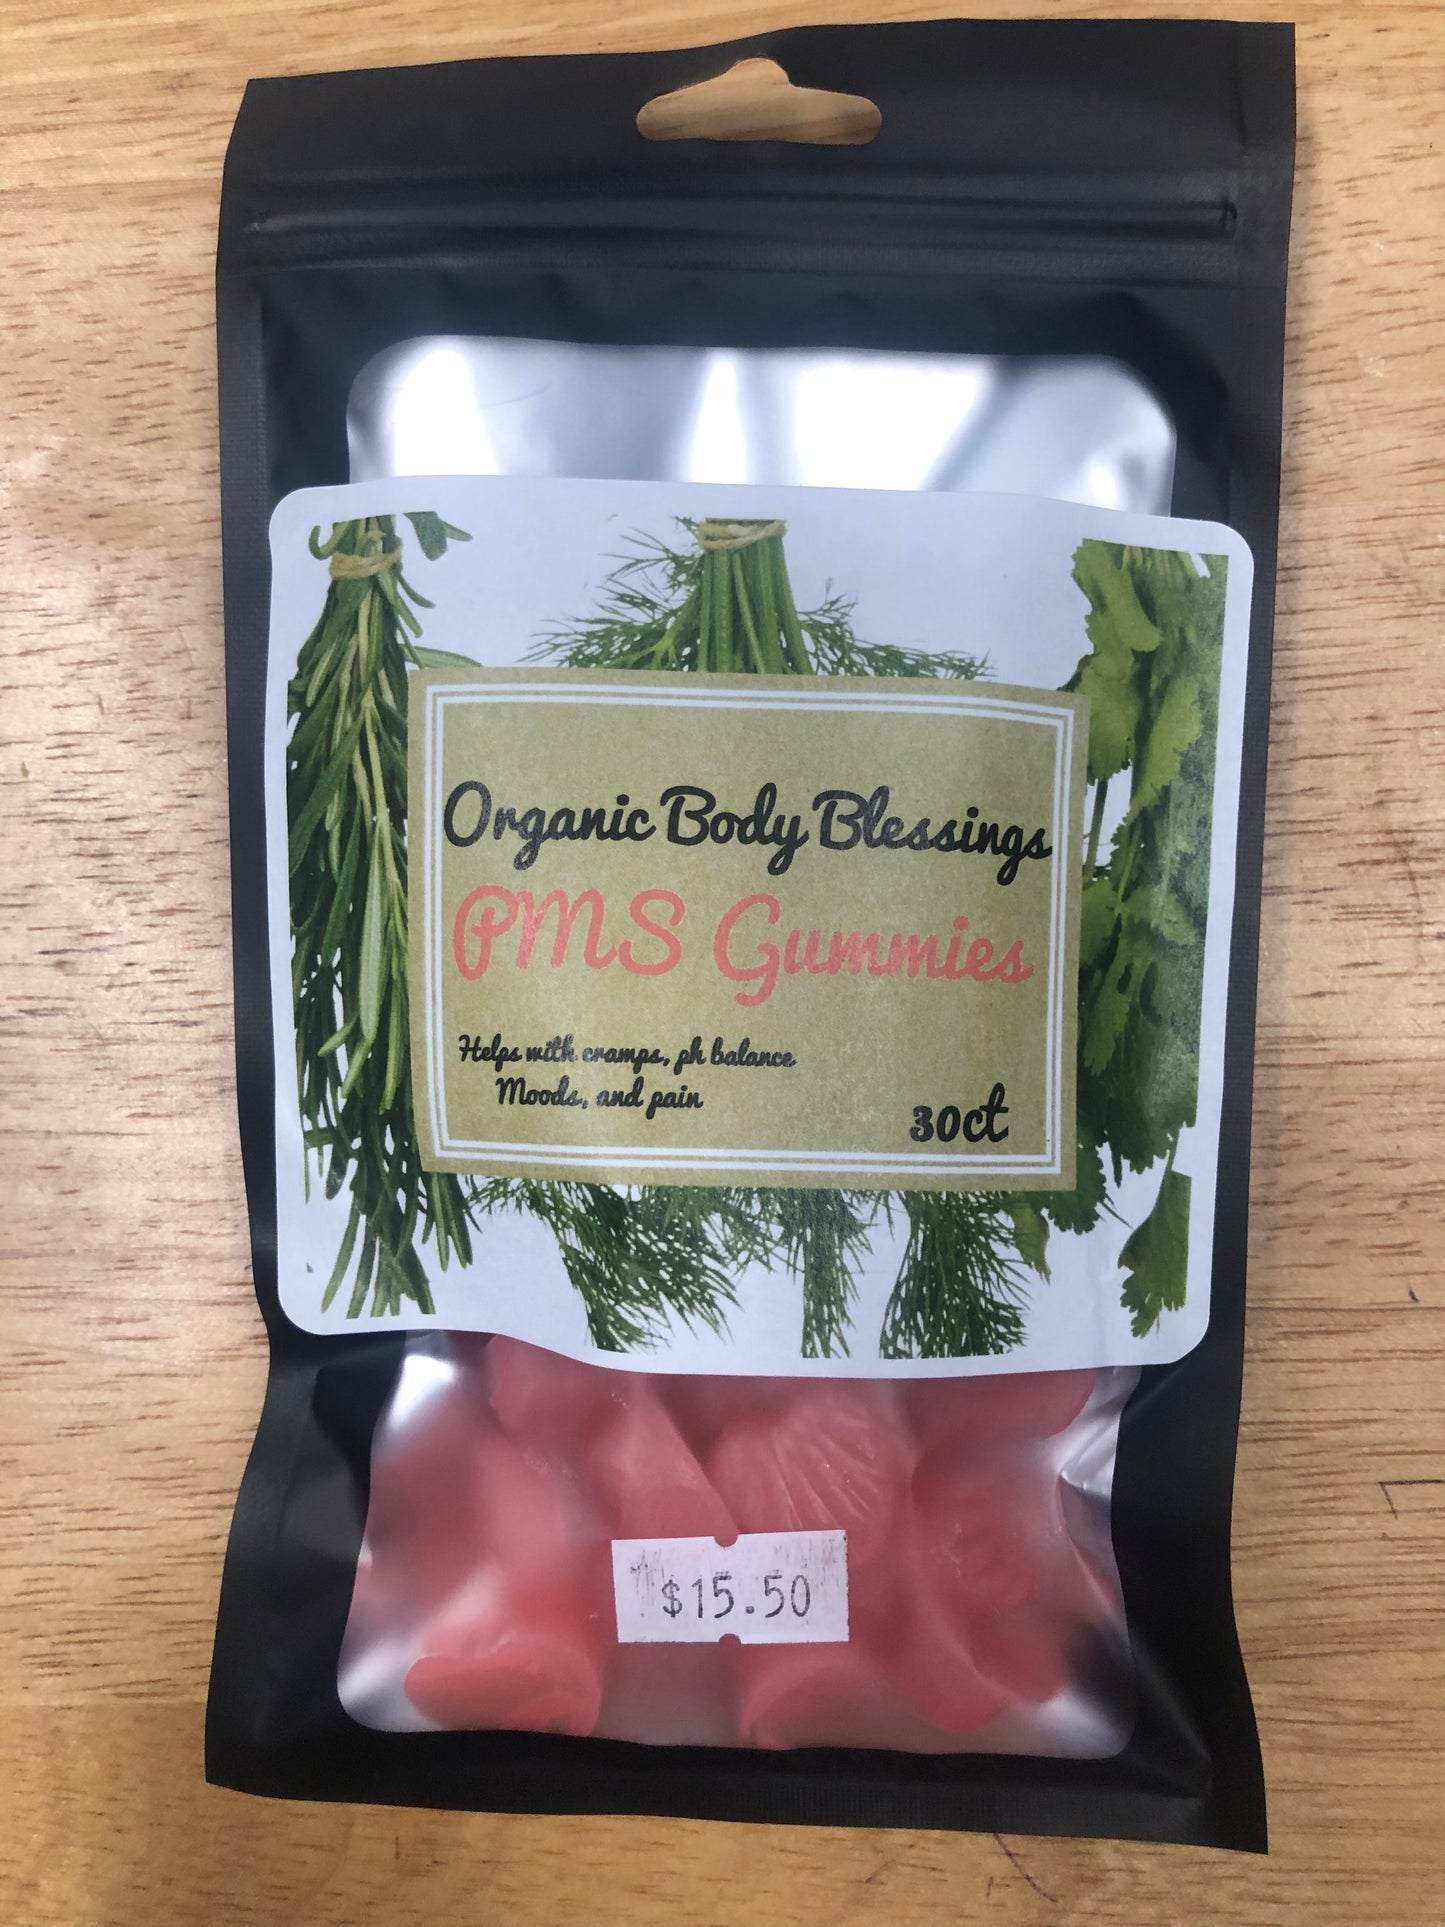 Organic Body Blessings
PMS Gummies
Helps with cramps, ph balance
Moods, and pain
30ct
$15.50